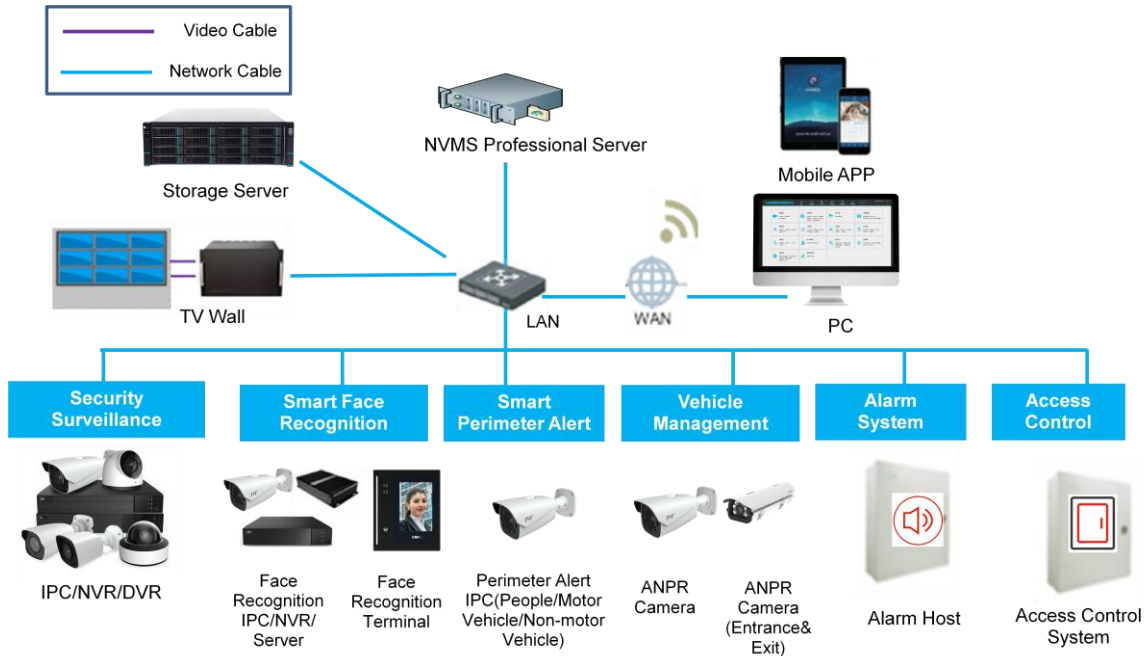 Video Cable
Network Cable
NVMS Professional Server
Storage Server
Mobile APP
TV Wall
LAN
WAN
PC
Security
Surveillance
Smart Face
Recognition
Smart
Perimeter Alert
Vehicle
Management
Alarm
System
Access
Control
IPC/NVR/DVR
Face
Recognition
IPC/NVR/
Server
Face
Recognition
Terminal
Perimeter Alert
IPC(People/Motor
Vehicle/Non-motor
Vehicle)
ANPR
Camera
ANPR
Camera
(Entrance&
Exit)
Alarm Host
Access Control
System